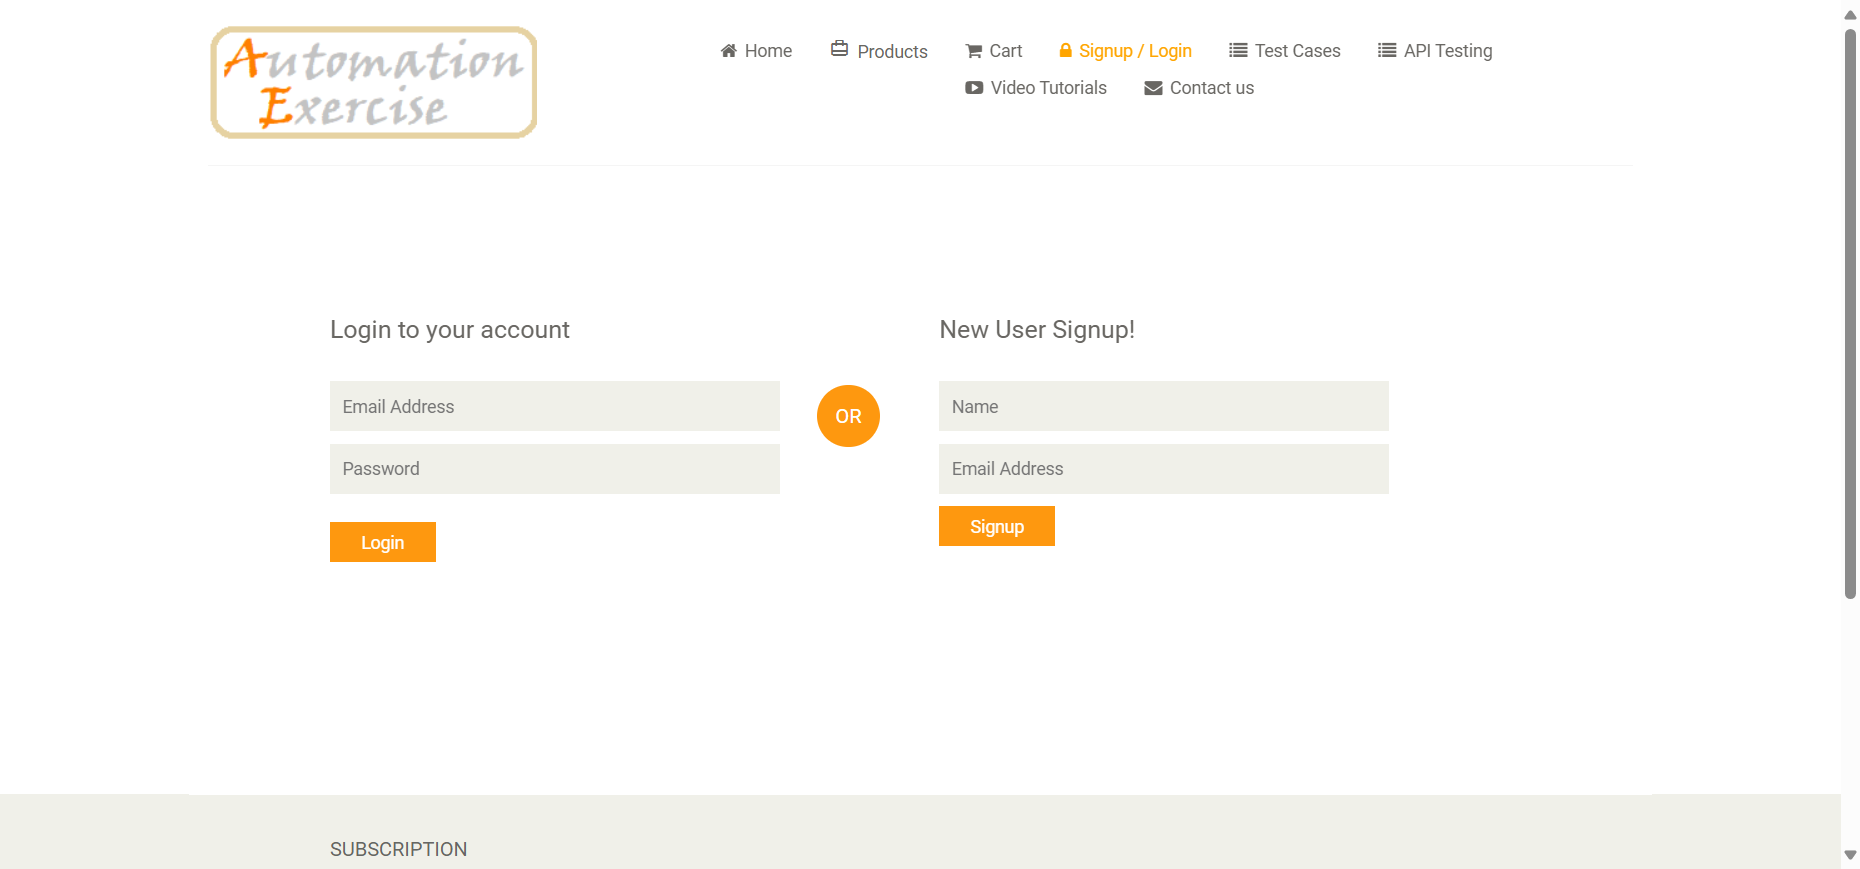 Automation
Exercise
Home Products Cart Signup / Login Test Cases API Testing
Video Tutorials Contact us
Login to your account
Email Address
Password
Login
OR
New User Signup!
Name
Email Address
Signup
SUBSCRIPTION